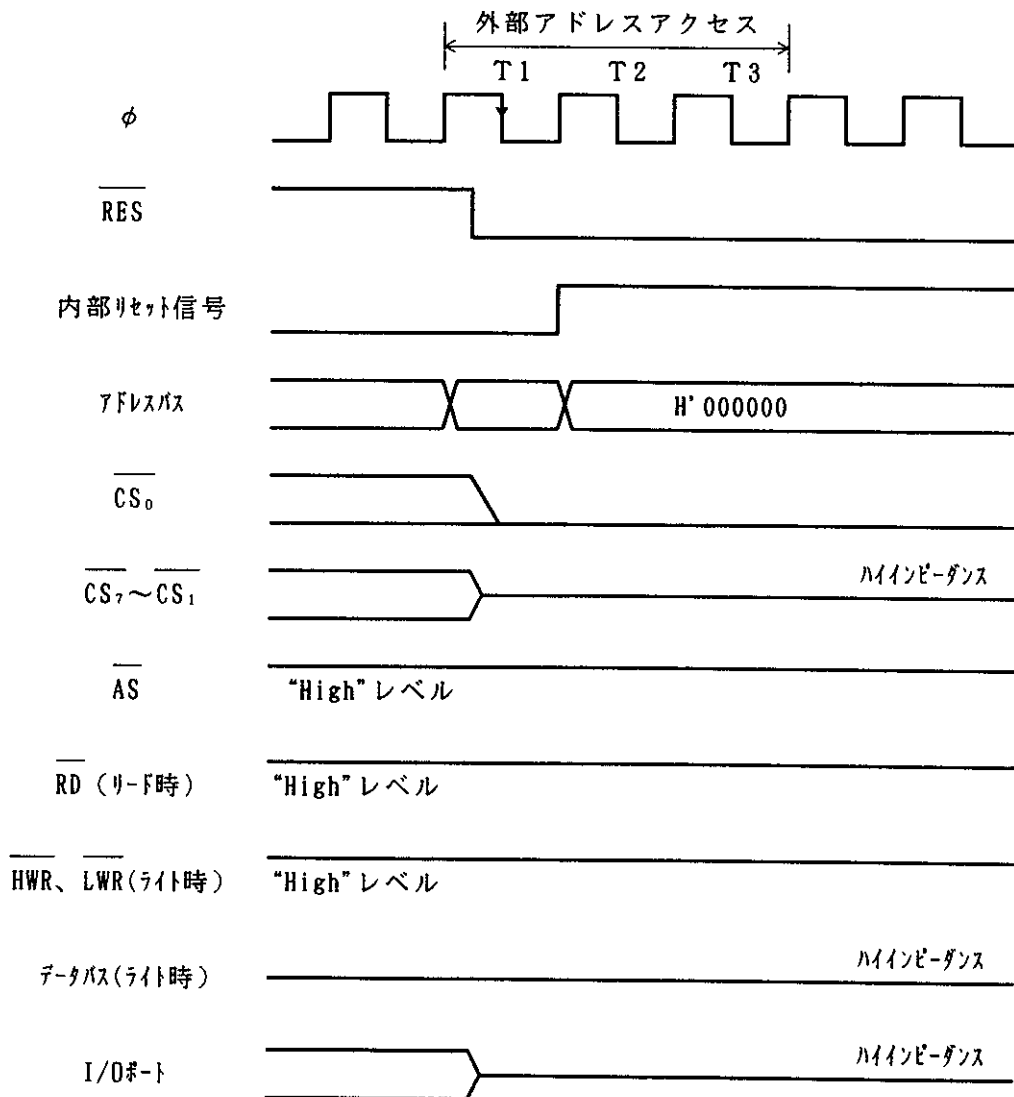 外部アドレスアクセス
T1 T2 T3
φ
RES
内部リセット信号
アドレスバス H'000000
CS₀
CS₇～CS₁ ハイインピーダンス
AS "High"レベル
RD (リード時) "High"レベル
HWR、LWR(ライト時) "High"レベル
データバス(ライト時) ハイインピーダンス
I/Oポート ハイインピーダンス